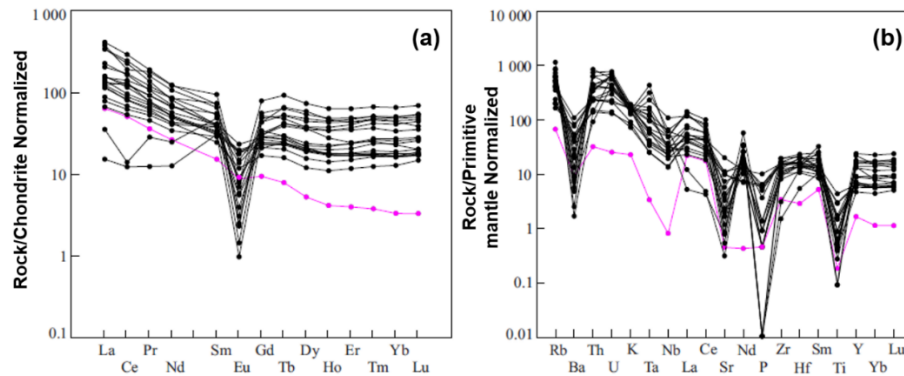 (a)
Rock/Chondrite Normalized
1 000
100
10
1
0.1
La Pr Sm Gd Dy Er Yb
Ce Nd Eu Tb Ho Tm Lu
(b)
Rock/Primitive
mantle Normalized
10 000
1 000
100
10
1
0.1
0.01
Rb Th K Nb Ce Nd Zr Sm Y Lu
Ba U Ta La Sr P Hf Ti Yb